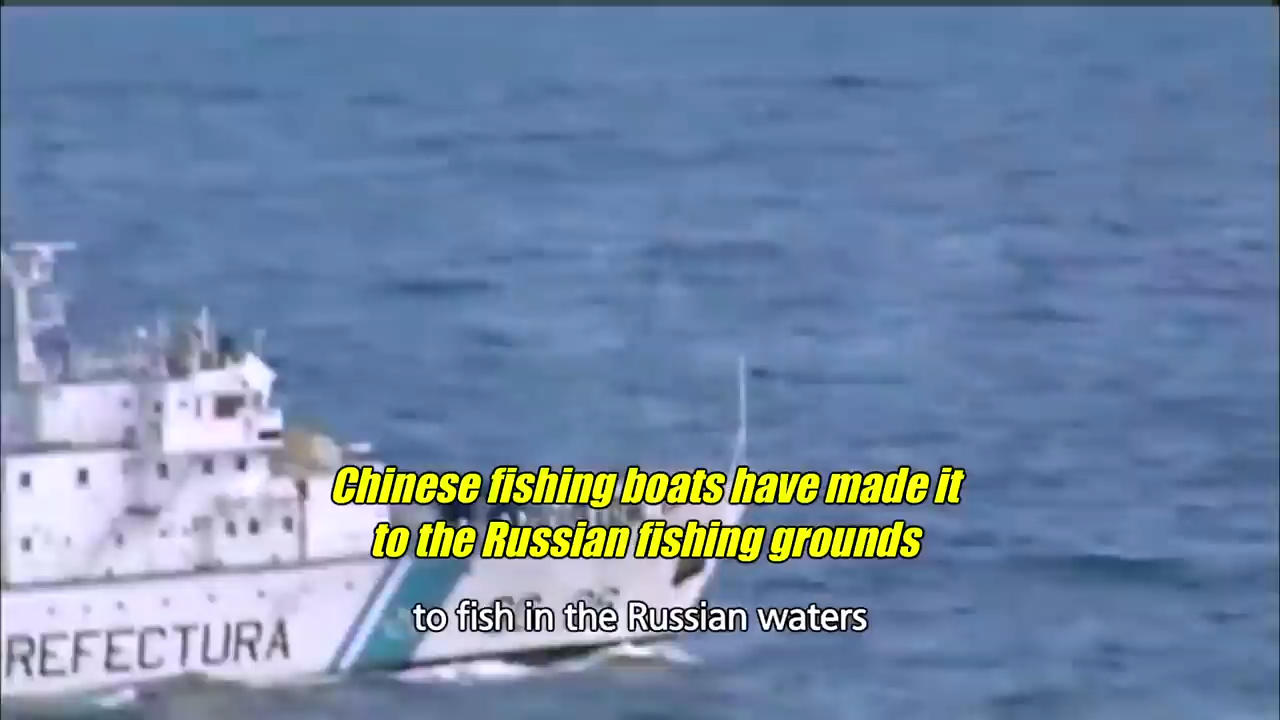 Chinese fishing boats have made it
to the Russian fishing grounds
to fish in the Russian waters
REFECTURA